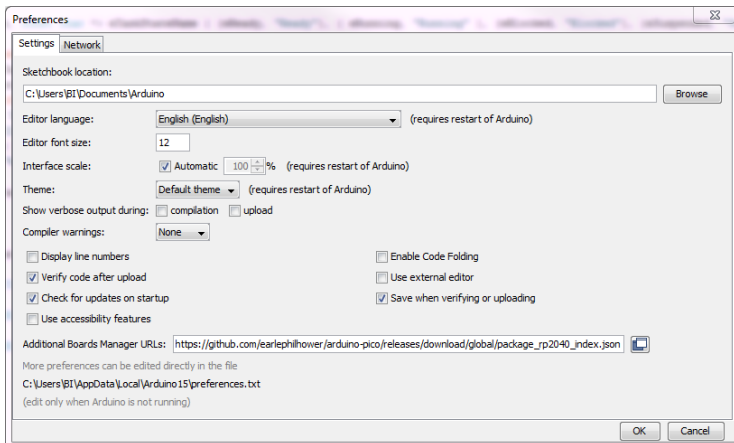 Preferences
Settings Network
Sketchbook location:
C:\Users\BI\Documents\Arduino Browse
Editor language: English (English) (requires restart of Arduino)
Editor font size: 12
Interface scale: Automatic 100 % (requires restart of Arduino)
Theme: Default theme (requires restart of Arduino)
Show verbose output during: compilation upload
Compiler warnings: None
Display line numbers Enable Code Folding
Verify code after upload Use external editor
Check for updates on startup Save when verifying or uploading
Use accessibility features
Additional Boards Manager URLs: https://github.com/earlephilhower/arduino-pico/releases/download/global/package_rp2040_index.json
More preferences can be edited directly in the file
C:\Users\BI\AppData\Local\Arduino15\preferences.txt
(edit only when Arduino is not running)
OK Cancel